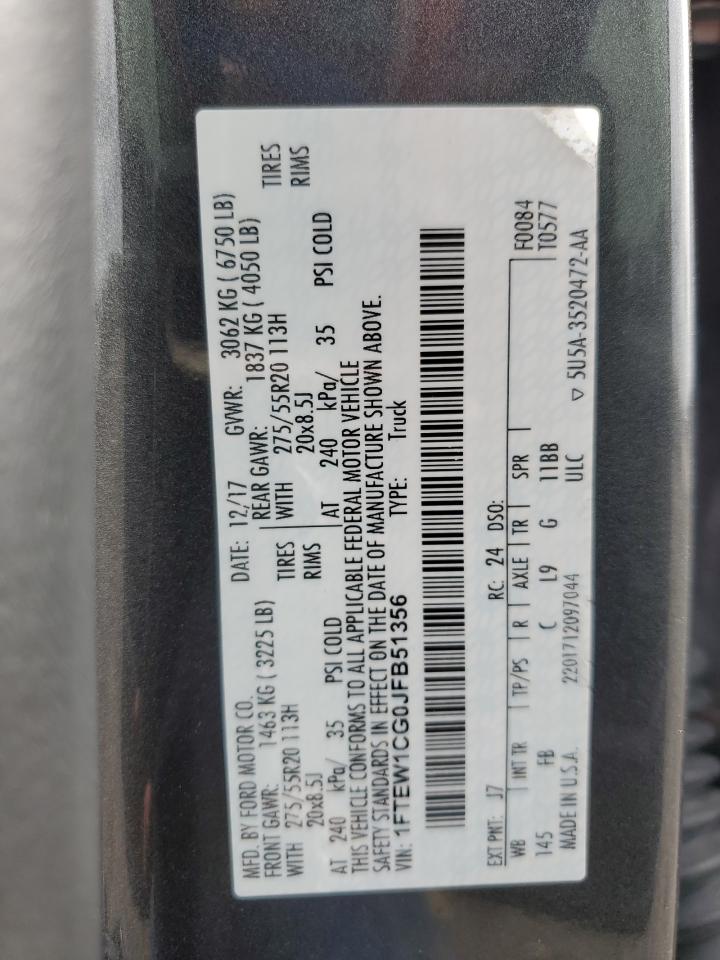 MFD. BY FORD MOTOR CO.
DATE: 12/17 GVWR: 3062 KG ( 6750 LB)
FRONT GAWR: 1463 KG ( 3225 LB) REAR GAWR: 1837 KG ( 4050 LB)
WITH 275/55R20 113H TIRES WITH 275/55R20 113H TIRES
20x8.5J RIMS 20x8.5J RIMS
AT 240 kPa/ 35 PSI COLD AT 240 kPa/ 35 PSI COLD
THIS VEHICLE CONFORMS TO ALL APPLICABLE FEDERAL MOTOR VEHICLE
SAFETY STANDARDS IN EFFECT ON THE DATE OF MANUFACTURE SHOWN ABOVE.
VIN: 1FTEW1CG0JFB51356 TYPE: Truck
EXT PNT: J7 RC: 24 DSO: F0084
WB INT TR TP/PS R AXLE TR SPR T0577
145 FB C L9 G 11BB
MADE IN U.S.A. 2201712097044 ULC ▽ 5U5A-3520472-AA